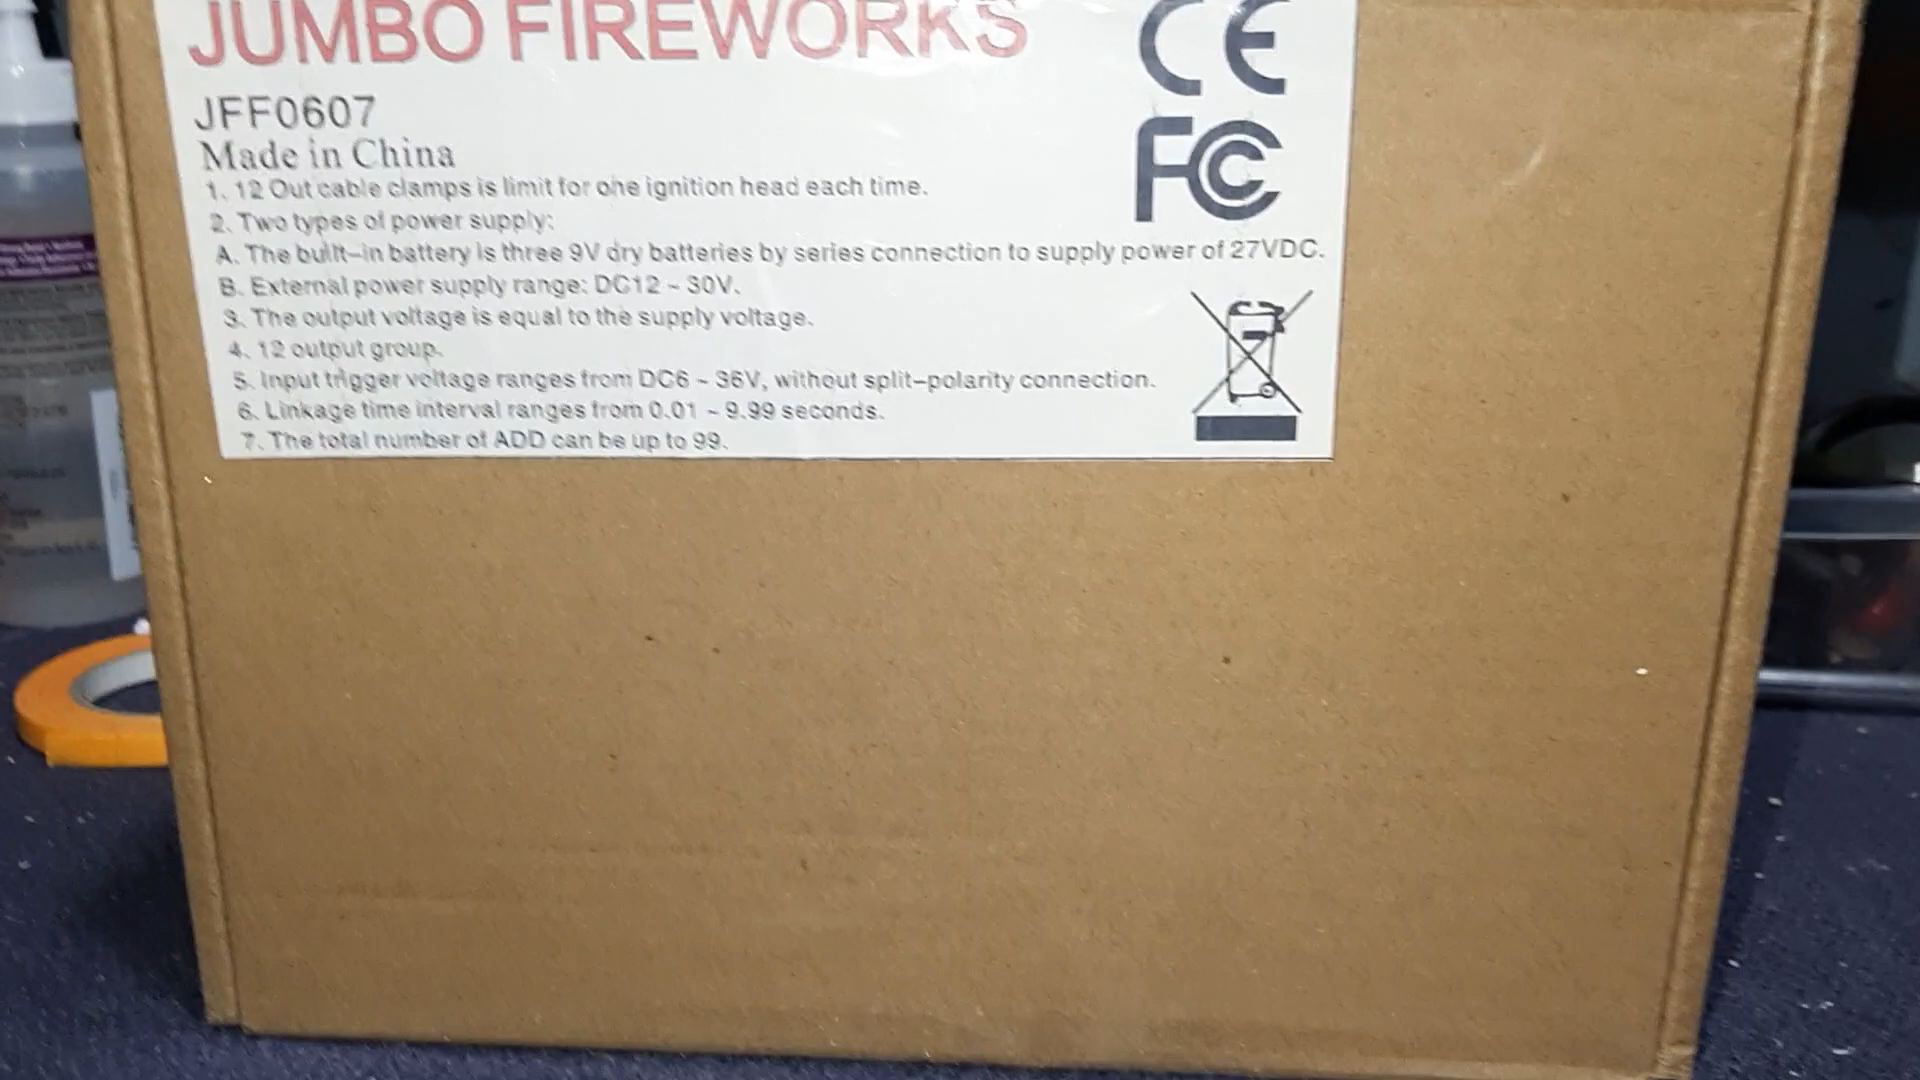 JUMBO FIREWORKS
CE
JFF0607
FC
Made in China
1. 12 Out cable clamps is limit for one ignition head each time.
2. Two types of power supply:
A. The built-in battery is three 9V dry batteries by series connection to supply power of 27VDC.
B. External power supply range: DC12 ~ 30V.
3. The output voltage is equal to the supply voltage.
4. 12 output group.
5. Input trigger voltage ranges from DC6 ~ 36V, without split-polarity connection.
6. Linkage time interval ranges from 0.01 ~ 9.99 seconds.
7. The total number of ADD can be up to 99.